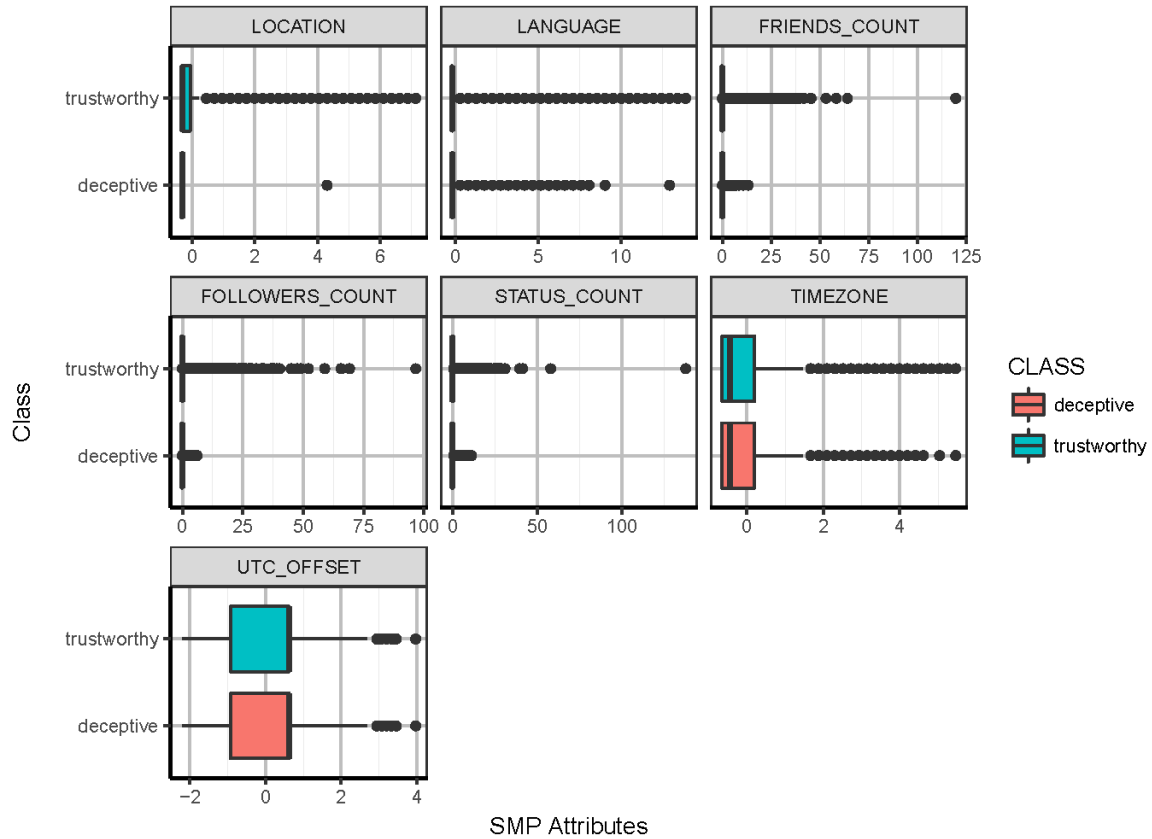 LOCATION
LANGUAGE
FRIENDS_COUNT
trustworthy
deceptive
0 2 4 6
0 5 10
0 25 50 75 100 125
FOLLOWERS_COUNT
STATUS_COUNT
TIMEZONE
trustworthy
deceptive
0 25 50 75 100
0 50 100
0 2 4
UTC_OFFSET
trustworthy
deceptive
−2 0 2 4
Class
SMP Attributes
CLASS
deceptive
trustworthy